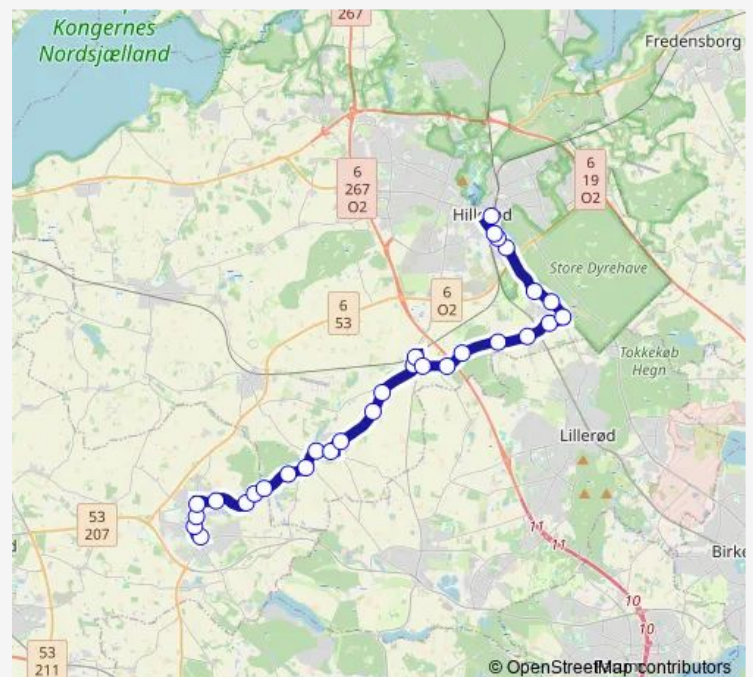 267
Kongernes
Nordsjælland
Fredensborg
6
267
O2
6
19
O2
Hillerød
Store Dyrehave
6
53
6
O2
Tokkekøb
Hegn
Lillerød
53
207
11
11
Birke
10
10
53
211
© OpenStreetMap contributors